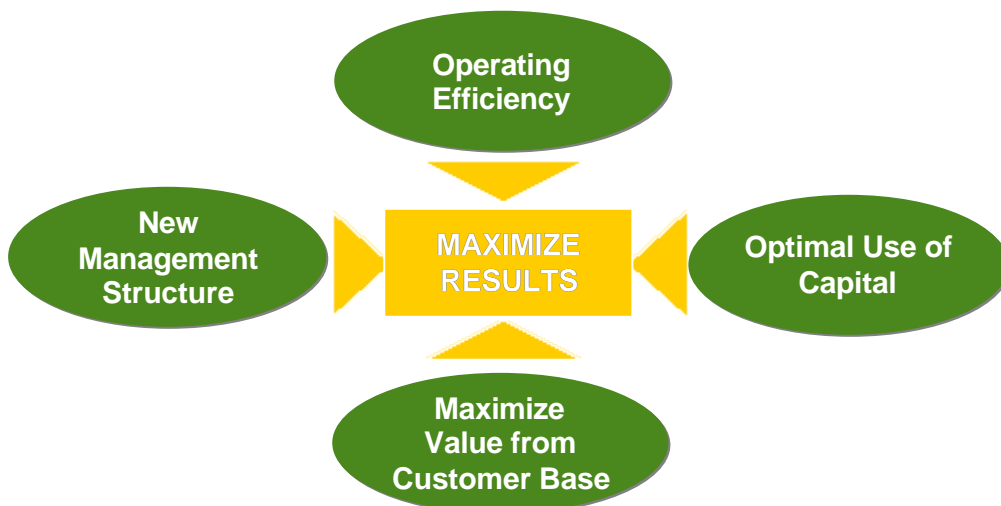 Operating
Efficiency
New
Management
Structure
MAXIMIZE
RESULTS
Optimal Use of
Capital
Maximize
Value from
Customer Base